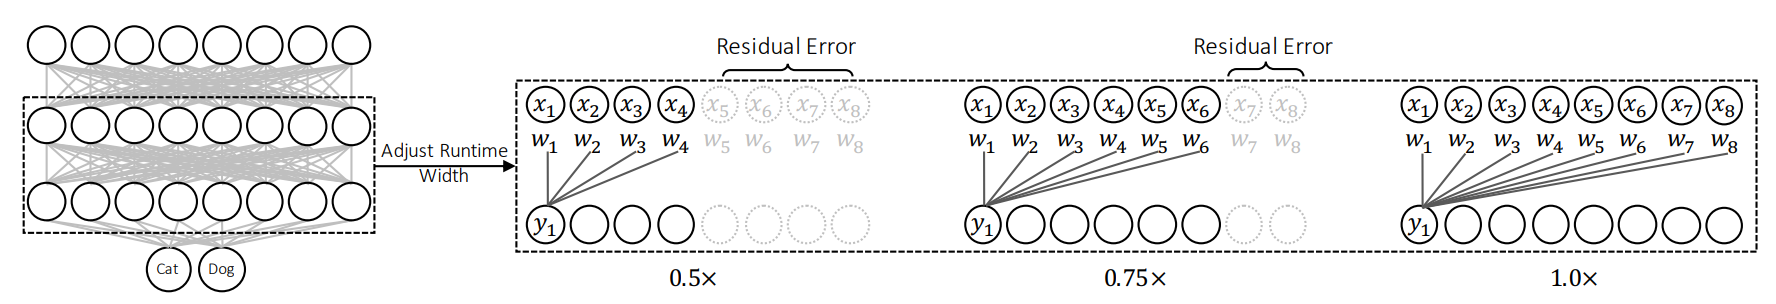 Residual Error
Residual Error
x₁ x₂ x₃ x₄ x₅ x₆ x₇ x₈
x₁ x₂ x₃ x₄ x₅ x₆ x₇ x₈
x₁ x₂ x₃ x₄ x₅ x₆ x₇ x₈
w₁ w₂ w₃ w₄ w₅ w₆ w₇ w₈
w₁ w₂ w₃ w₄ w₅ w₆ w₇ w₈
w₁ w₂ w₃ w₄ w₅ w₆ w₇ w₈
Adjust Runtime
Width
y₁
y₁
y₁
Cat
Dog
0.5×
0.75×
1.0×